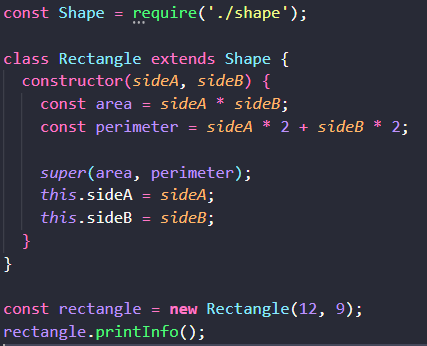 const Shape = require('./shape');
class Rectangle extends Shape {
constructor(sideA, sideB) {
const area = sideA * sideB;
const perimeter = sideA * 2 + sideB * 2;
super(area, perimeter);
this.sideA = sideA;
this.sideB = sideB;
}
}
const rectangle = new Rectangle(12, 9);
rectangle.printInfo();